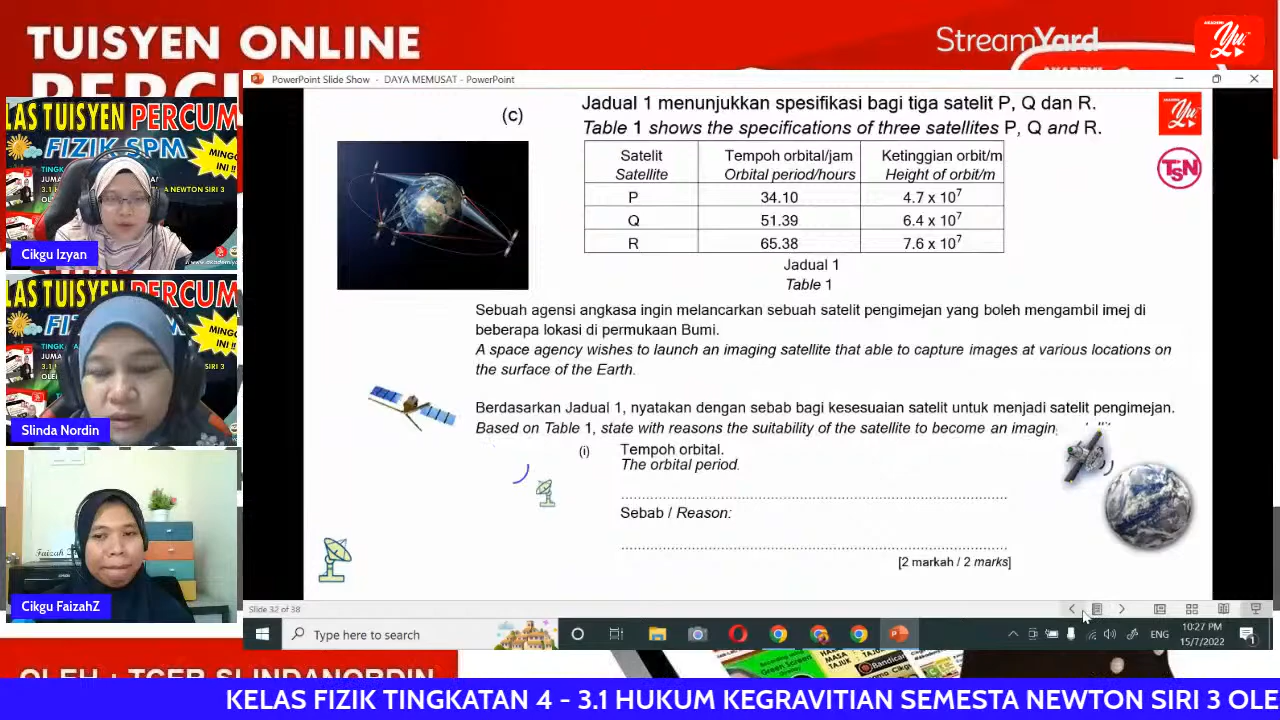 TUISYEN ONLINE
StreamYard
PowerPoint Slide Show - DAYA MEMUSAT - PowerPoint
LAS TUISYEN PERCUM
FIZIK SPM
Cikgu Izyan
LAS TUISYEN PERCUM
Slinda Nordin
Cikgu FaizahZ
(c)
Jadual 1 menunjukkan spesifikasi bagi tiga satelit P, Q dan R.
Table 1 shows the specifications of three satellites P, Q and R.
Satelit Tempoh orbital/jam Ketinggian orbit/m
Satellite Orbital period/hours Height of orbit/m
P 34.10 4.7 x 10⁷
Q 51.39 6.4 x 10⁷
R 65.38 7.6 x 10⁷
Jadual 1
Table 1
TSN
Sebuah agensi angkasa ingin melancarkan sebuah satelit pengimejan yang boleh mengambil imej di
beberapa lokasi di permukaan Bumi.
A space agency wishes to launch an imaging satellite that able to capture images at various locations on
the surface of the Earth.
Berdasarkan Jadual 1, nyatakan dengan sebab bagi kesesuaian satelit untuk menjadi satelit pengimejan.
Based on Table 1, state with reasons the suitability of the satellite to become an imagin
(i) Tempoh orbital.
The orbital period.
Sebab / Reason:
[2 markah / 2 marks]
Slide 32 of 38
Type here to search
ENG
10:27 PM
15/7/2022
KELAS FIZIK TINGKATAN 4 - 3.1 HUKUM KEGRAVITIAN SEMESTA NEWTON SIRI 3 OLE